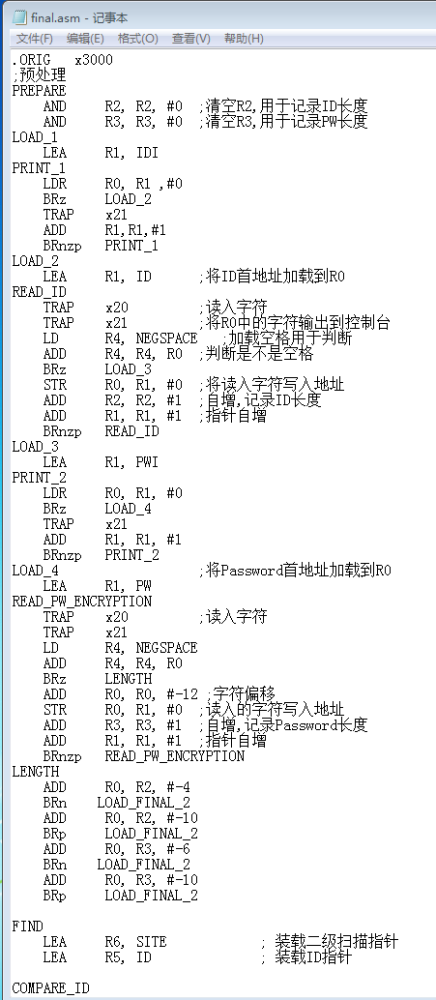 final.asm - 记事本
文件(F) 编辑(E) 格式(O) 查看(V) 帮助(H)
.ORIG x3000
;预处理
PREPARE
AND R2, R2, #0 ;清空R2,用于记录ID长度
AND R3, R3, #0 ;清空R3,用于记录PW长度
LOAD_1
LEA R1, IDI
PRINT_1
LDR R0, R1 ,#0
BRz LOAD_2
TRAP x21
ADD R1,R1,#1
BRnzp PRINT_1
LOAD_2
LEA R1, ID ;将ID首地址加载到R0
READ_ID
TRAP x20 ;读入字符
TRAP x21 ;将R0中的字符输出到控制台
LD R4, NEGSPACE ;加载空格用于判断
ADD R4, R4, R0 ;判断是不是空格
BRz LOAD_3
STR R0, R1, #0 ;将读入字符写入地址
ADD R2, R2, #1 ;自增,记录ID长度
ADD R1, R1, #1 ;指针自增
BRnzp READ_ID
LOAD_3
LEA R1, PWI
PRINT_2
LDR R0, R1, #0
BRz LOAD_4
TRAP x21
ADD R1, R1, #1
BRnzp PRINT_2
LOAD_4 ;将Password首地址加载到R0
LEA R1, PW
READ_PW_ENCRYPTION
TRAP x20 ;读入字符
TRAP x21
LD R4, NEGSPACE
ADD R4, R4, R0
BRz LENGTH
ADD R0, R0, #-12 ;字符偏移
STR R0, R1, #0 ;读入的字符写入地址
ADD R3, R3, #1 ;自增,记录Password长度
ADD R1, R1, #1 ;指针自增
BRnzp READ_PW_ENCRYPTION
LENGTH
ADD R0, R2, #-4
BRn LOAD_FINAL_2
ADD R0, R2, #-10
BRp LOAD_FINAL_2
ADD R0, R3, #-6
BRn LOAD_FINAL_2
ADD R0, R3, #-10
BRp LOAD_FINAL_2
FIND
LEA R6, SITE ; 装载二级扫描指针
LEA R5, ID ; 装载ID指针
COMPARE_ID